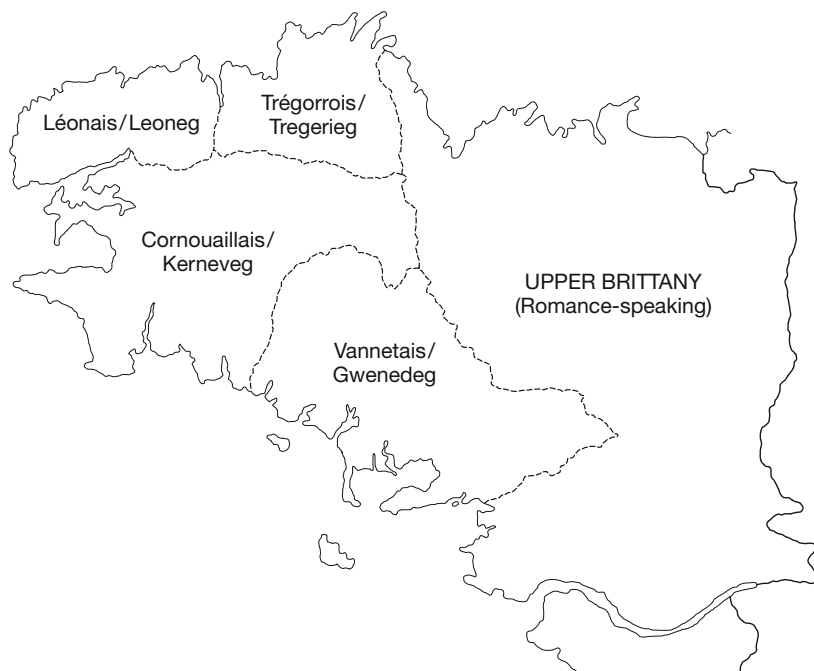 Léonais/Leoneg
Trégorrois/
Tregerieg
Cornouaillais/
Kerneveg
UPPER BRITTANY
(Romance-speaking)
Vannetais/
Gwenedeg